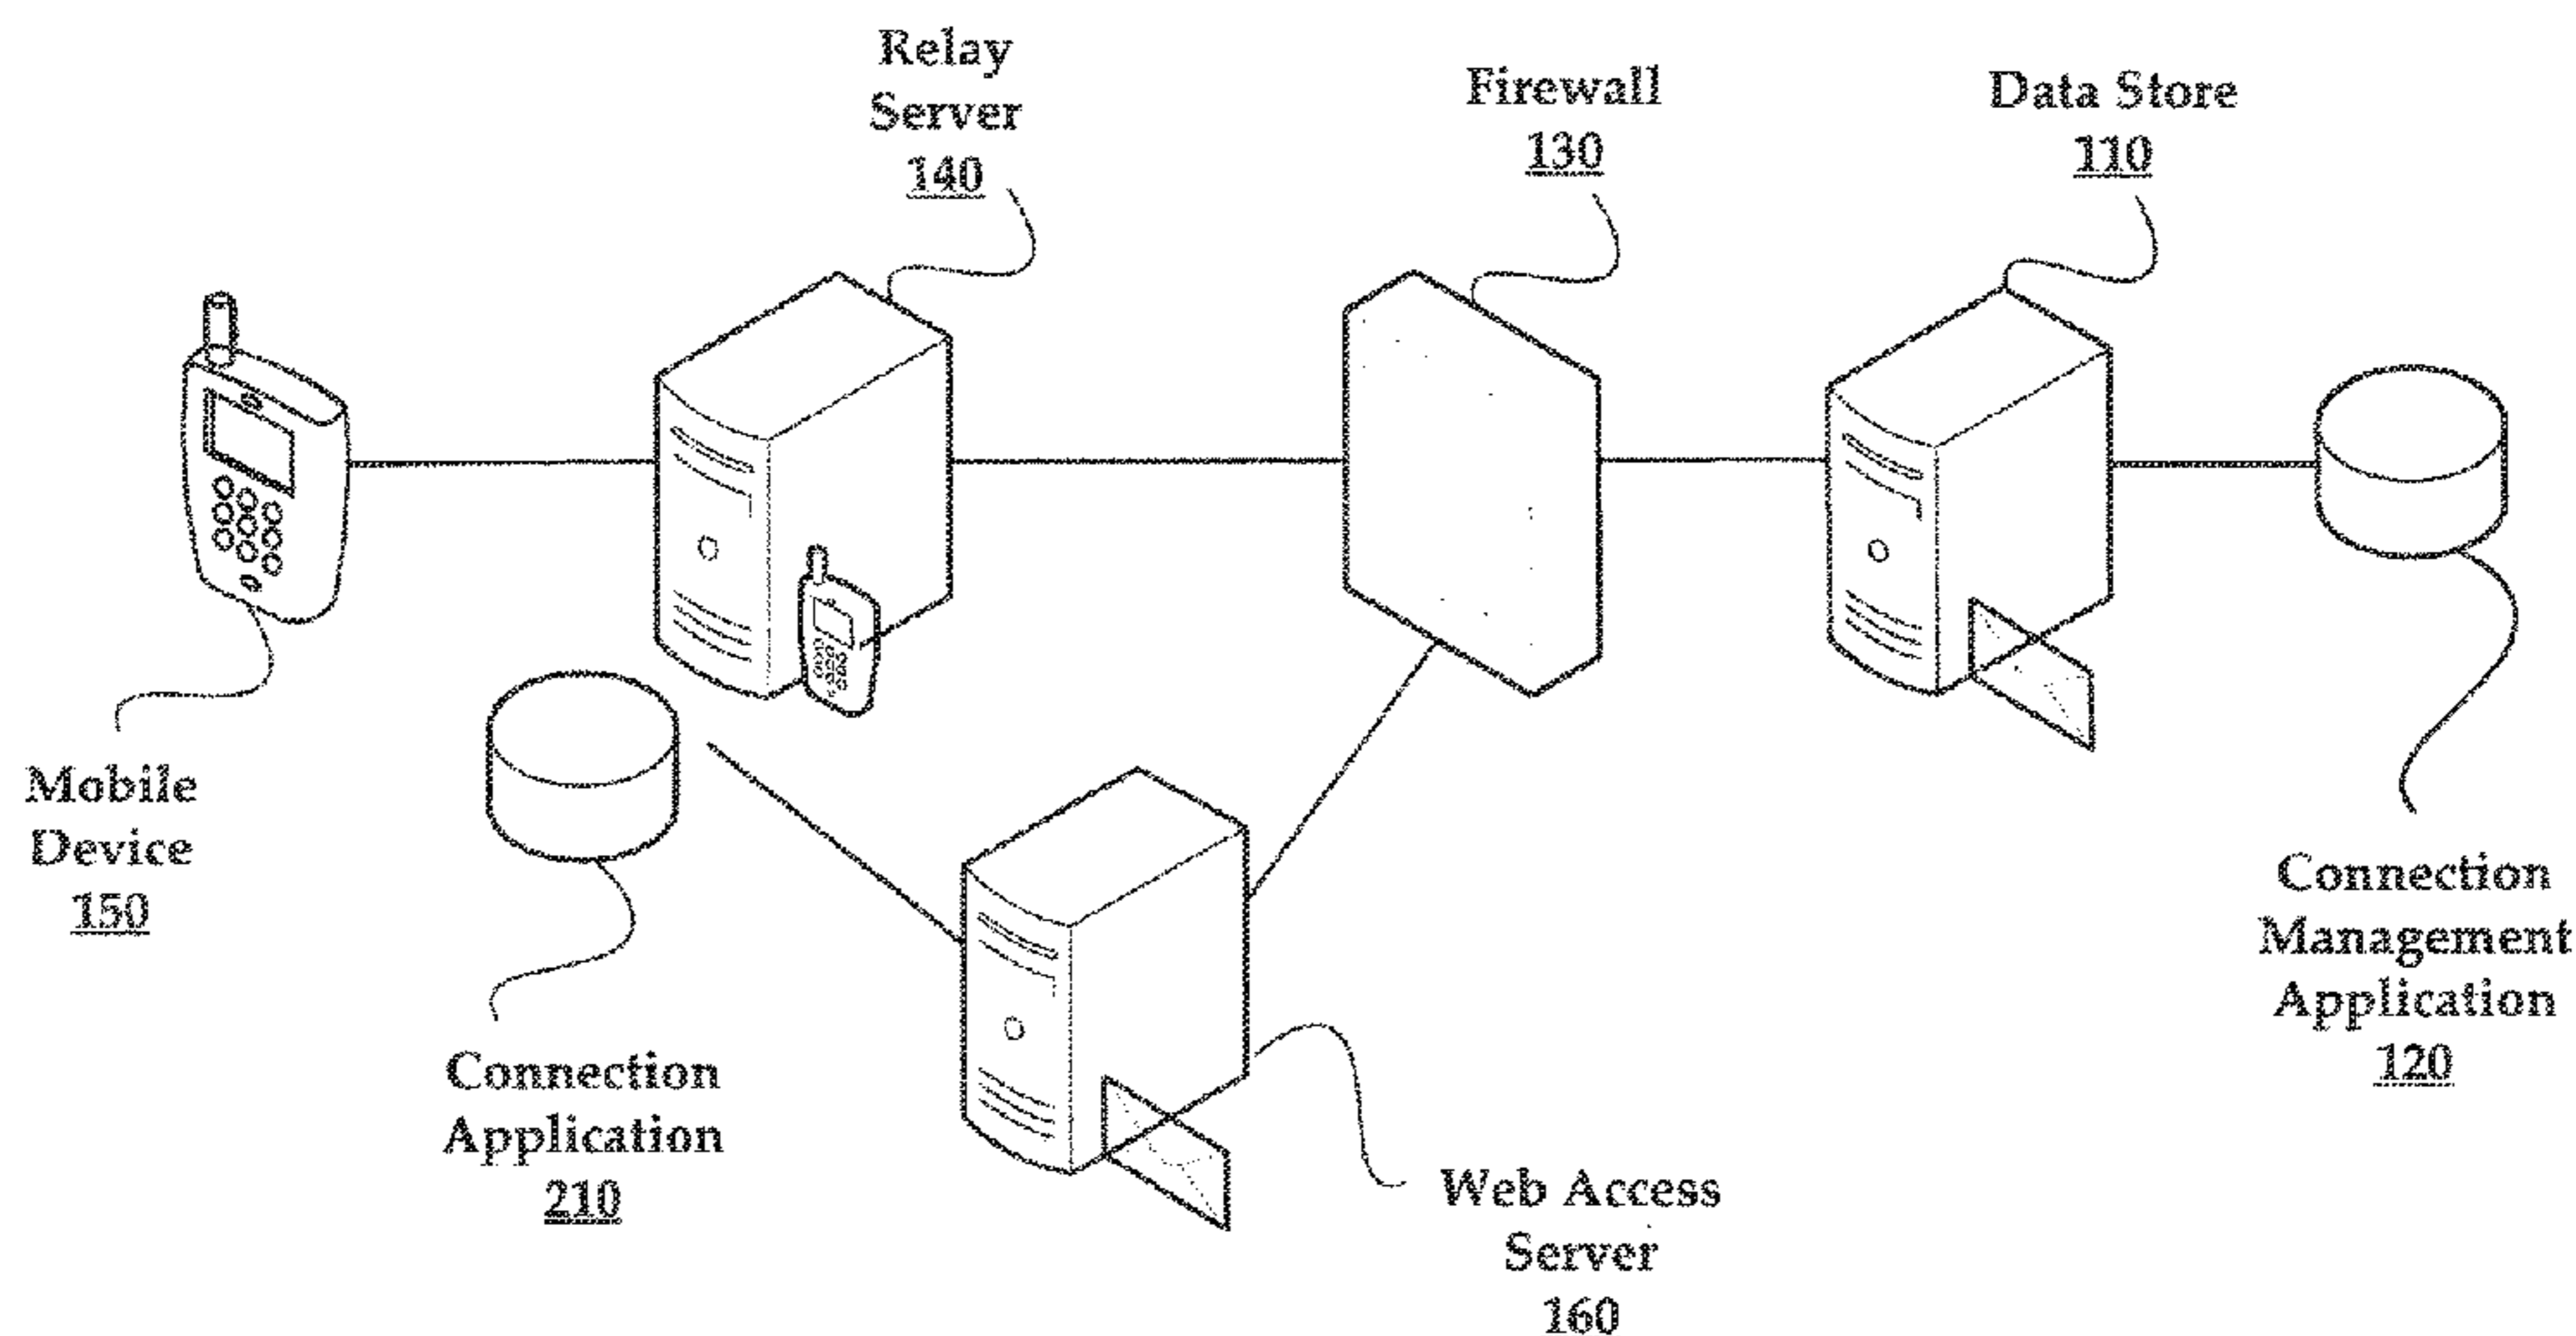 Relay
Server
140
Firewall
130
Data Store
110
Mobile
Device
150
Connection
Application
210
Web Access
Server
160
Connection
Management
Application
120